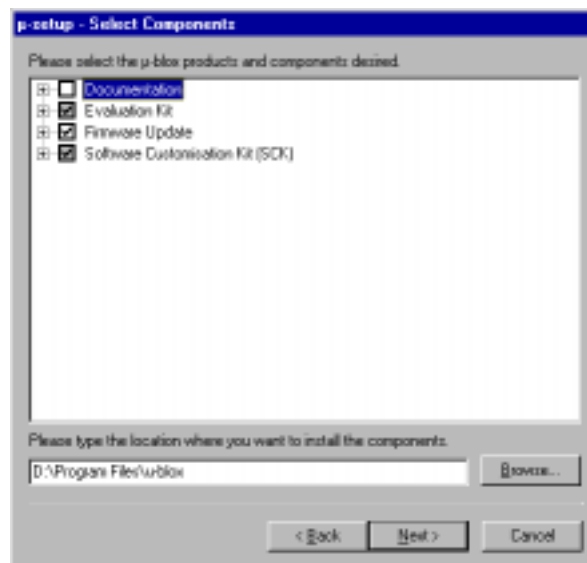 µ-setup - Select Components
Please select the µ-blox products and components desired.
Documentation
Evaluation Kit
Firmware Update
Software Customisation Kit (SCK)
Please type the location where you want to install the components.
D:\Program Files\u-blox
Browse...
< Back
Next >
Cancel